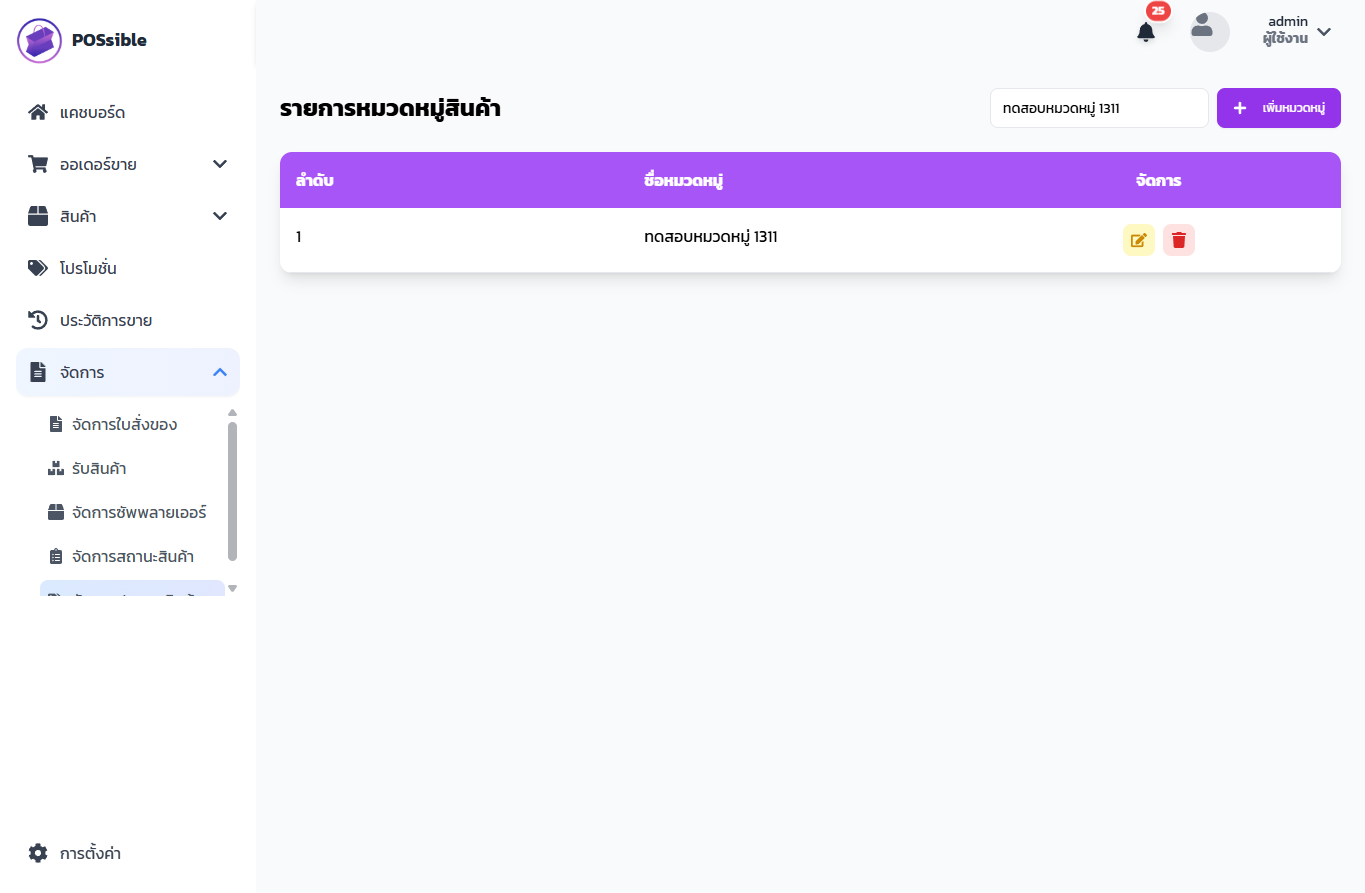 POSsible
แคชบอร์ด
ออเดอร์ขาย
สินค้า
โปรโมชั่น
ประวัติการขาย
จัดการ
จัดการใบสั่งของ
รับสินค้า
จัดการซัพพลายเออร์
จัดการสถานะสินค้า
การตั้งค่า
25
admin
ผู้ใช้งาน
รายการหมวดหมู่สินค้า
ทดสอบหมวดหมู่ 1311
เพิ่มหมวดหมู่
ลำดับ ชื่อหมวดหมู่ จัดการ
1 ทดสอบหมวดหมู่ 1311